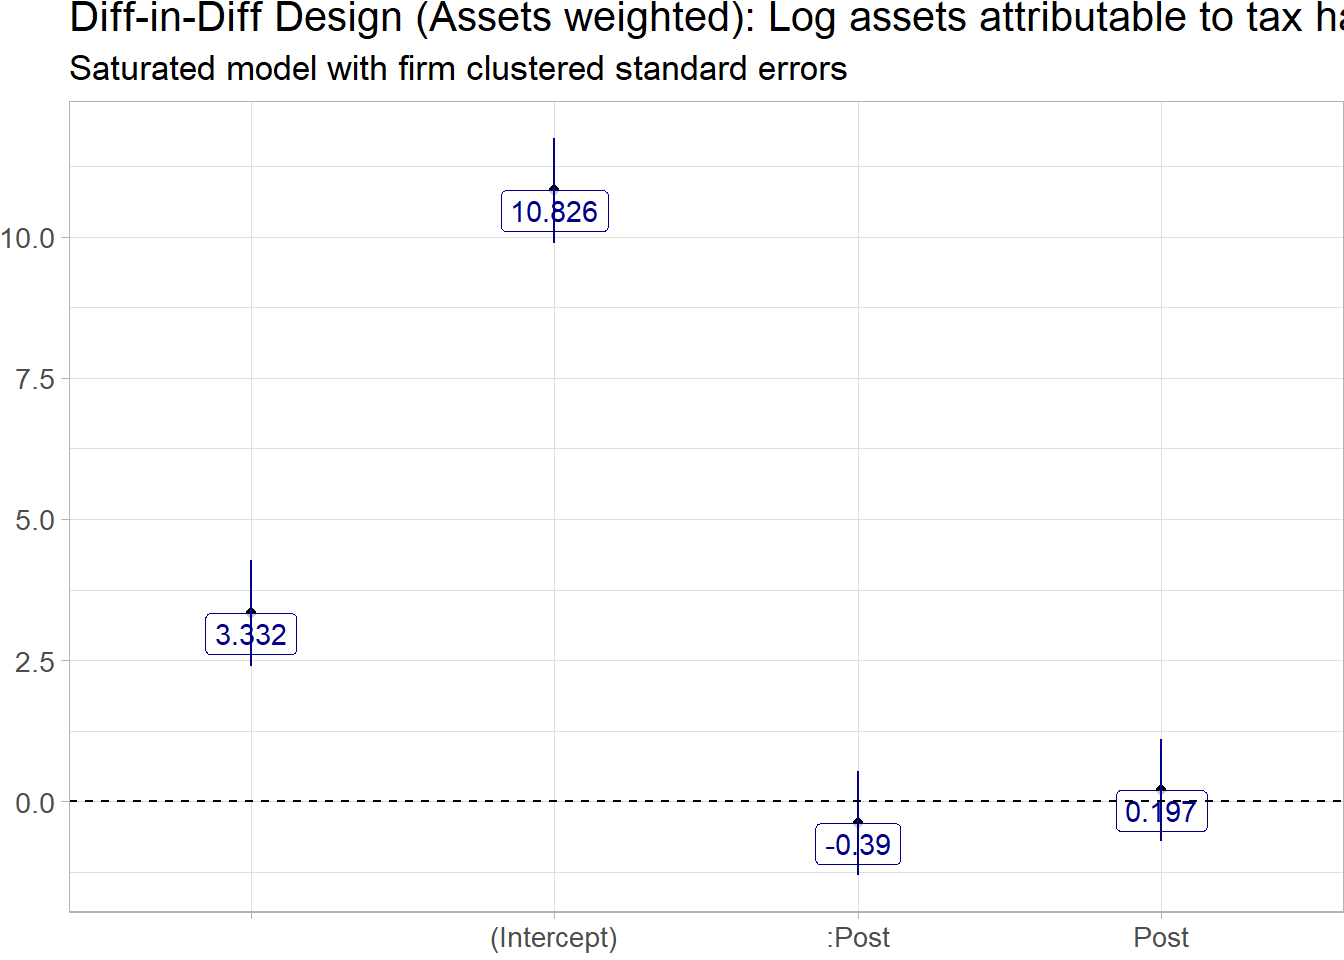 Diff-in-Diff Design (Assets weighted): Log assets attributable to tax ha
Saturated model with firm clustered standard errors
10.826
10.0
7.5
5.0
3.332
2.5
0.0
0.197
-0.39
(Intercept)
:Post
Post